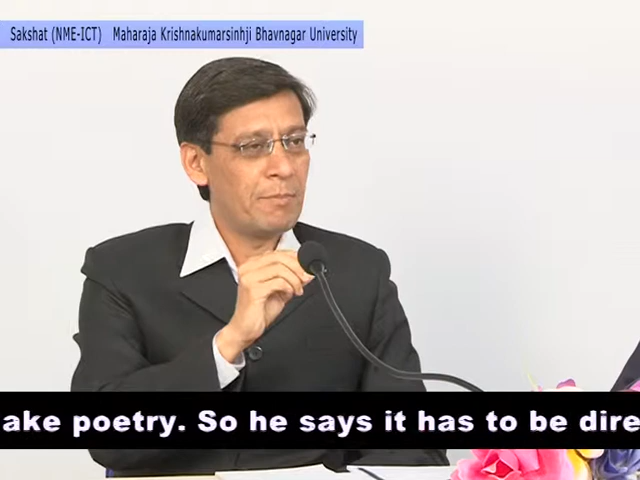 Sakshat (NME-ICT) Maharaja Krishnakumarsinhji Bhavnagar University
ake poetry. So he says it has to be dire